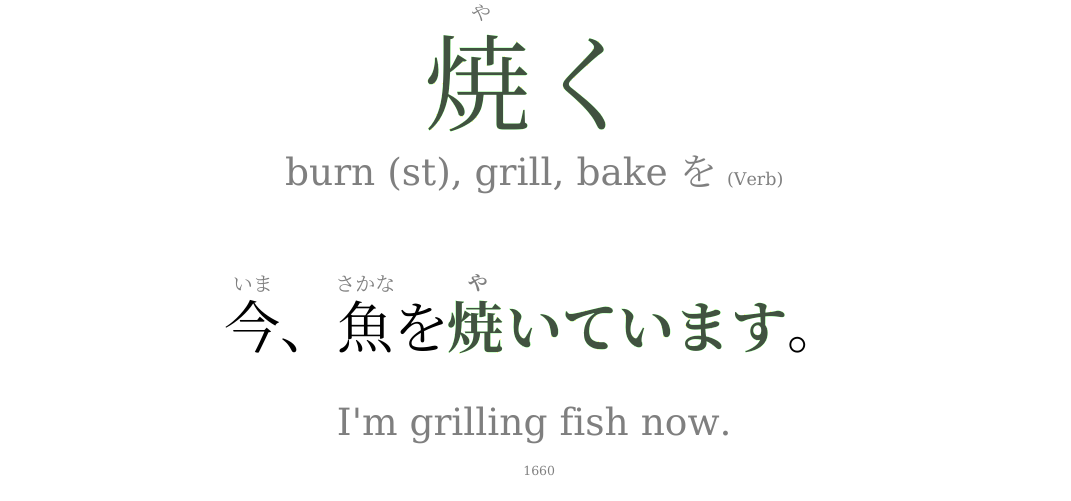 や
焼く
burn (st), grill, bake を (Verb)
いま さかな や
今、魚を焼いています。
I'm grilling fish now.
1660